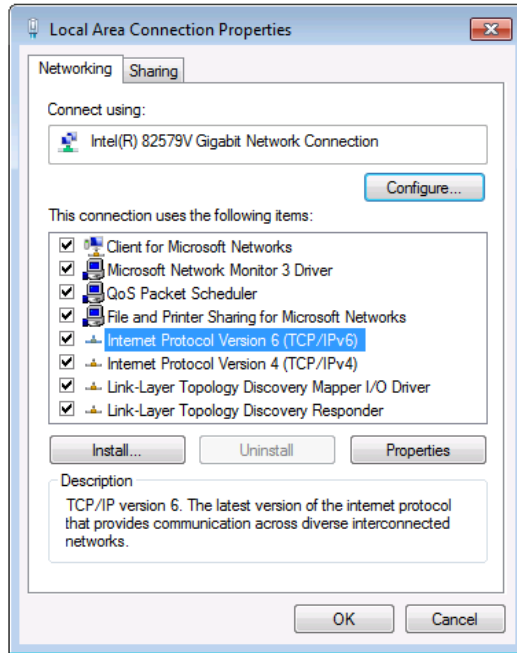 Local Area Connection Properties
Networking Sharing
Connect using:
Intel(R) 82579V Gigabit Network Connection
Configure...
This connection uses the following items:
Client for Microsoft Networks
Microsoft Network Monitor 3 Driver
QoS Packet Scheduler
File and Printer Sharing for Microsoft Networks
Internet Protocol Version 6 (TCP/IPv6)
Internet Protocol Version 4 (TCP/IPv4)
Link-Layer Topology Discovery Mapper I/O Driver
Link-Layer Topology Discovery Responder
Install... Uninstall Properties
Description
TCP/IP version 6. The latest version of the internet protocol
that provides communication across diverse interconnected
networks.
OK Cancel